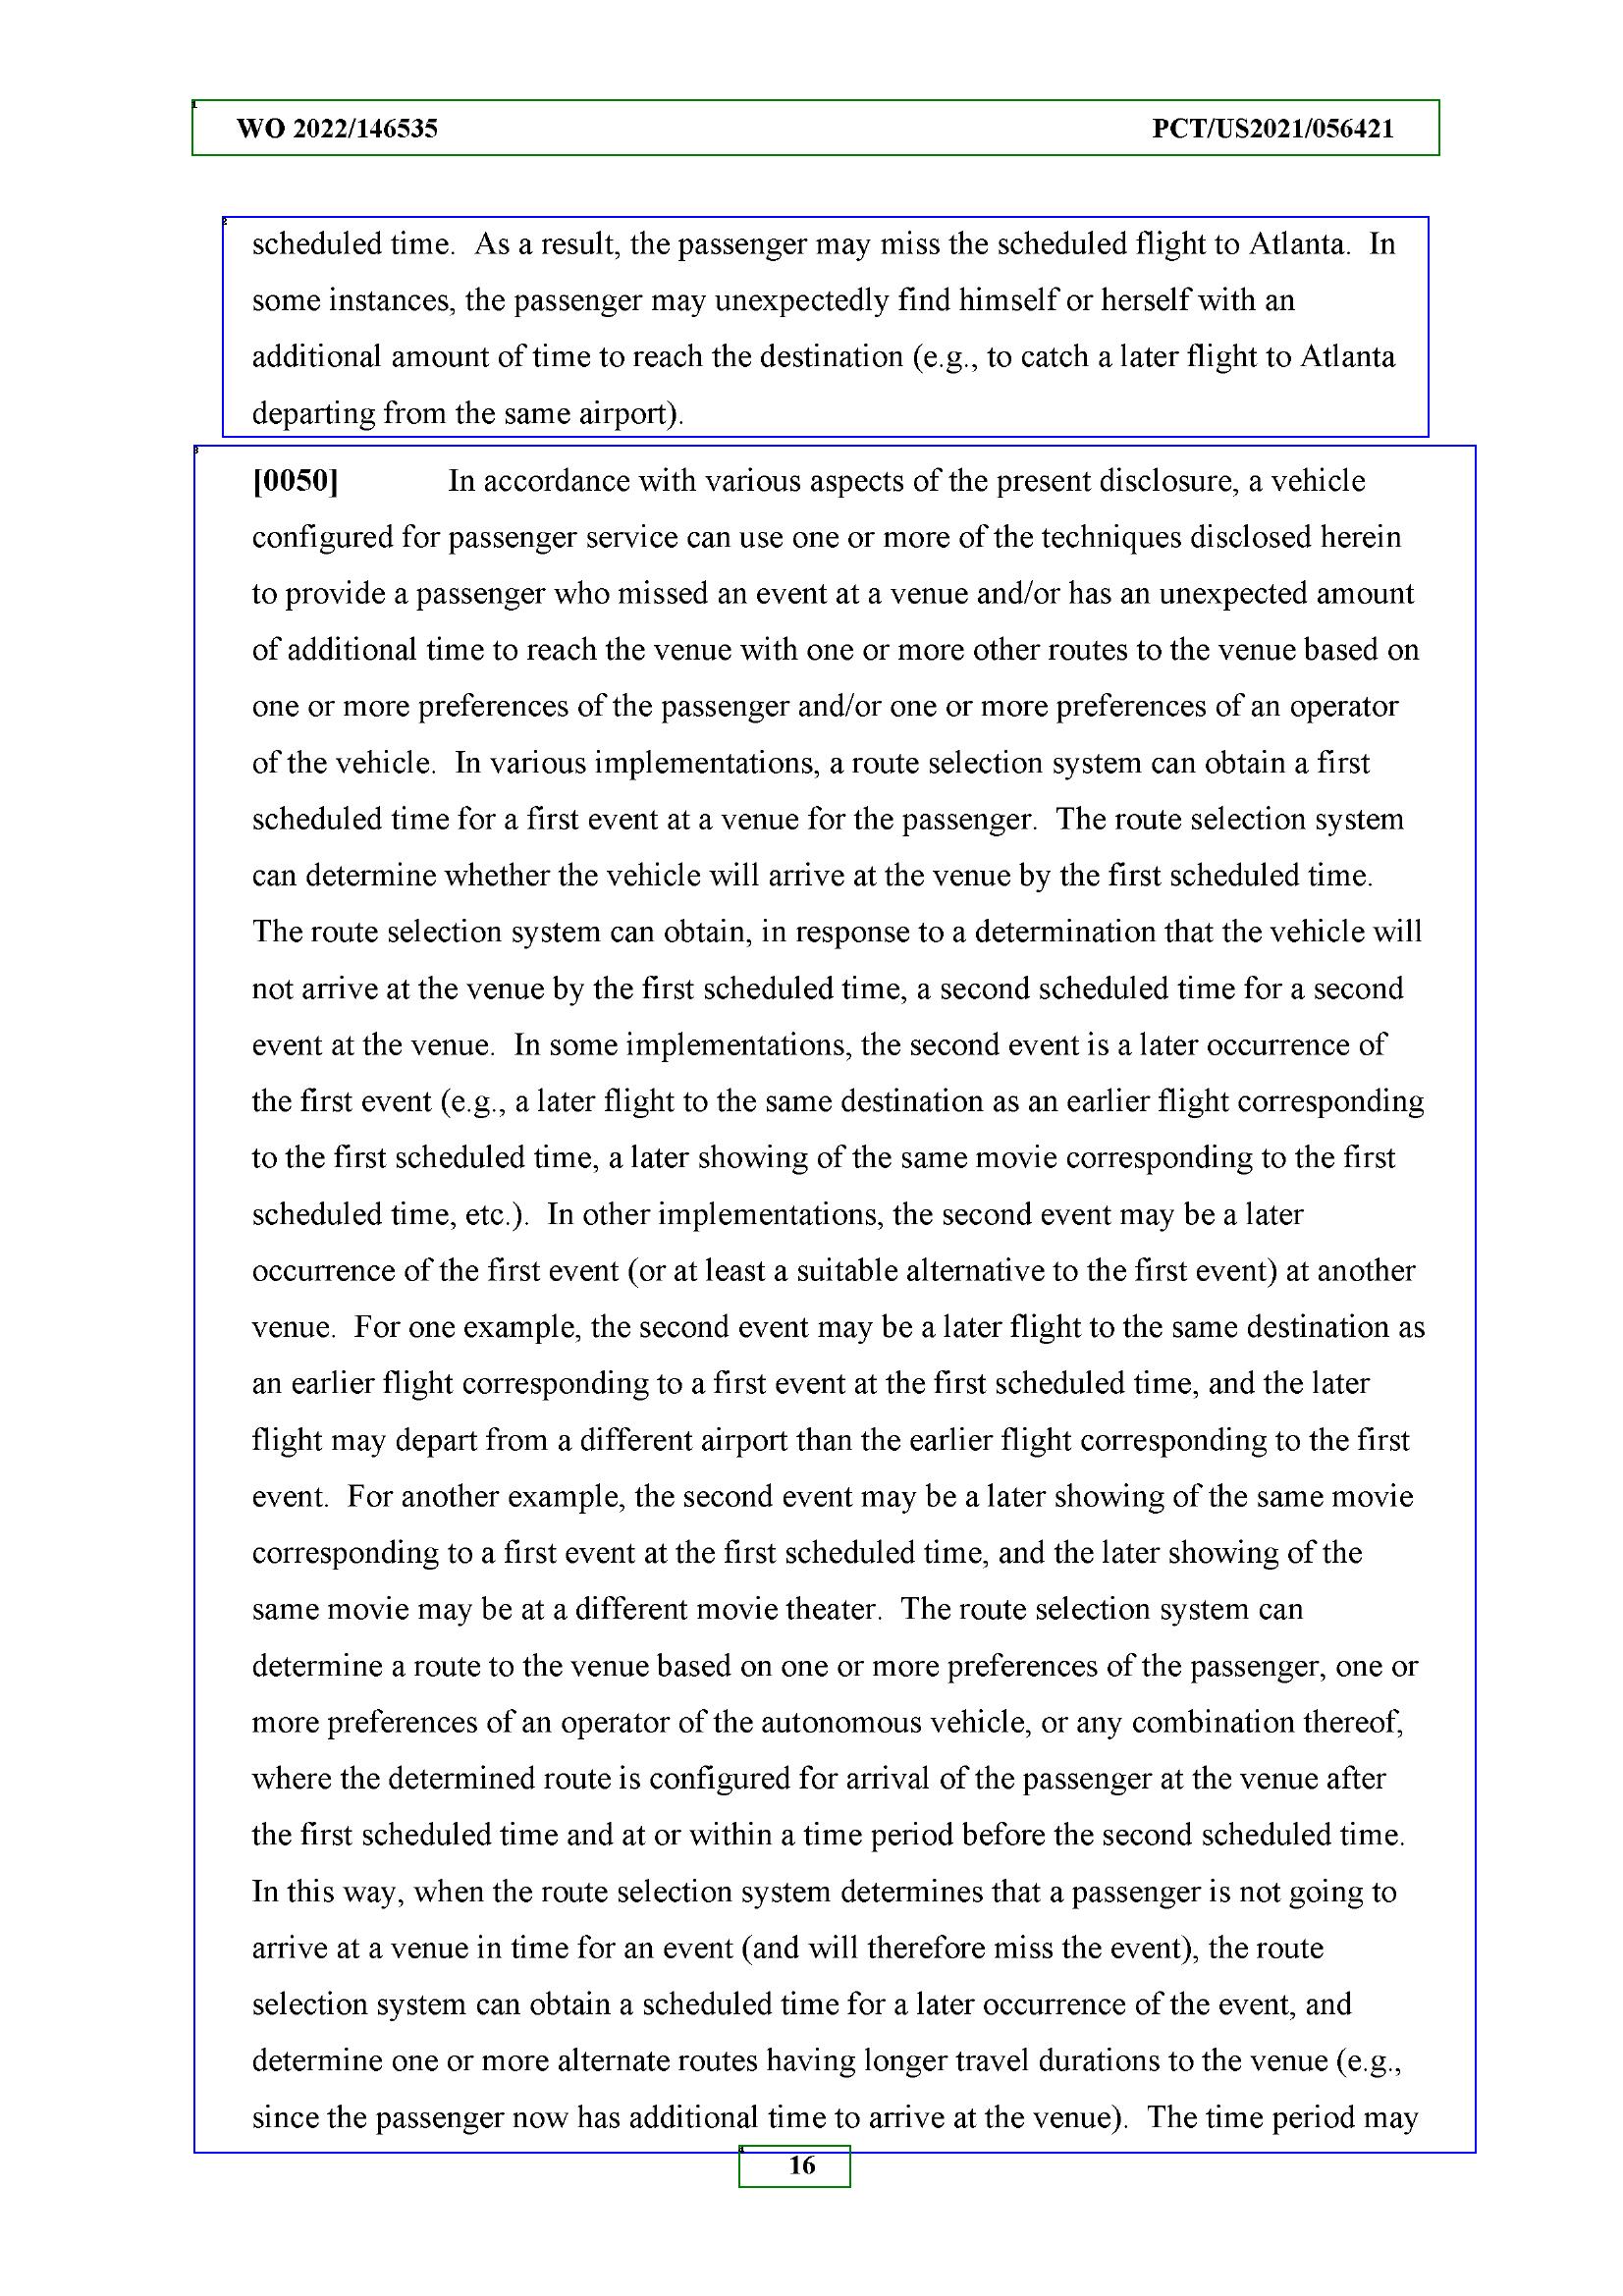 WO 2022/146535 PCT/US2021/056421
scheduled time. As a result, the passenger may miss the scheduled flight to Atlanta. In
some instances, the passenger may unexpectedly find himself or herself with an
additional amount of time to reach the destination (e.g., to catch a later flight to Atlanta
departing from the same airport).
[0050] In accordance with various aspects of the present disclosure, a vehicle
configured for passenger service can use one or more of the techniques disclosed herein
to provide a passenger who missed an event at a venue and/or has an unexpected amount
of additional time to reach the venue with one or more other routes to the venue based on
one or more preferences of the passenger and/or one or more preferences of an operator
of the vehicle. In various implementations, a route selection system can obtain a first
scheduled time for a first event at a venue for the passenger. The route selection system
can determine whether the vehicle will arrive at the venue by the first scheduled time.
The route selection system can obtain, in response to a determination that the vehicle will
not arrive at the venue by the first scheduled time, a second scheduled time for a second
event at the venue. In some implementations, the second event is a later occurrence of
the first event (e.g., a later flight to the same destination as an earlier flight corresponding
to the first scheduled time, a later showing of the same movie corresponding to the first
scheduled time, etc.). In other implementations, the second event may be a later
occurrence of the first event (or at least a suitable alternative to the first event) at another
venue. For one example, the second event may be a later flight to the same destination as
an earlier flight corresponding to a first event at the first scheduled time, and the later
flight may depart from a different airport than the earlier flight corresponding to the first
event. For another example, the second event may be a later showing of the same movie
corresponding to a first event at the first scheduled time, and the later showing of the
same movie may be at a different movie theater. The route selection system can
determine a route to the venue based on one or more preferences of the passenger, one or
more preferences of an operator of the autonomous vehicle, or any combination thereof,
where the determined route is configured for arrival of the passenger at the venue after
the first scheduled time and at or within a time period before the second scheduled time.
In this way, when the route selection system determines that a passenger is not going to
arrive at a venue in time for an event (and will therefore miss the event), the route
selection system can obtain a scheduled time for a later occurrence of the event, and
determine one or more alternate routes having longer travel durations to the venue (e.g.,
since the passenger now has additional time to arrive at the venue). The time period may
16